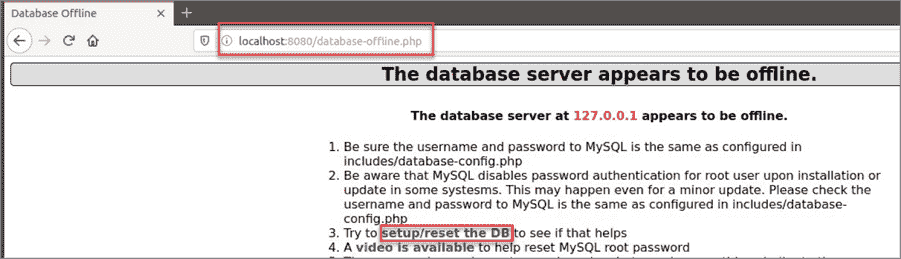 Database Offline
localhost:8080/database-offline.php
The database server appears to be offline.
The database server at 127.0.0.1 appears to be offline.
1. Be sure the username and password to MySQL is the same as configured in
includes/database-config.php
2. Be aware that MySQL disables password authentication for root user upon installation or
update in some systesms. This may happen even for a minor update. Please check the
username and password to MySQL is the same as configured in includes/database-
config.php
3. Try to setup/reset the DB to see if that helps
4. A video is available to help reset MySQL root password